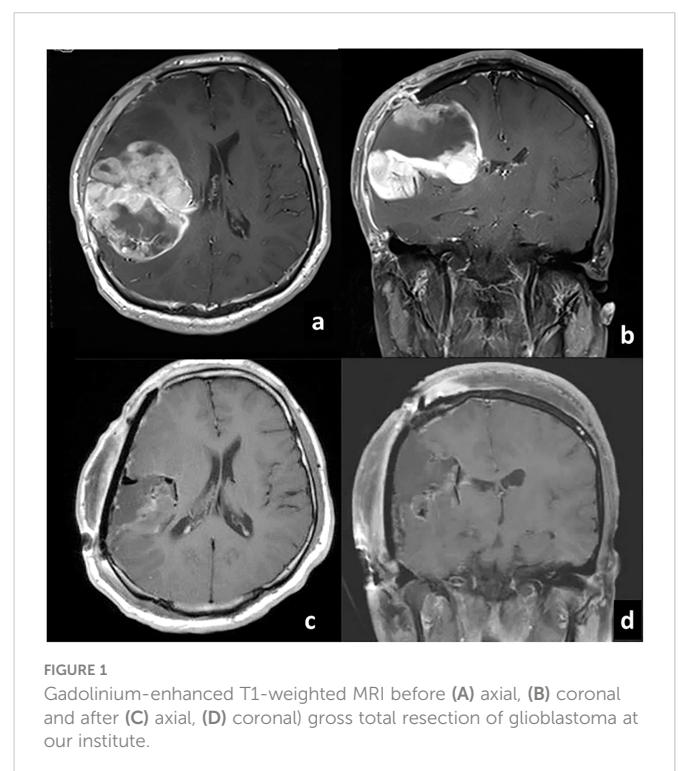 a
b
c
d
FIGURE 1
Gadolinium-enhanced T1-weighted MRI before (A) axial, (B) coronal
and after (C) axial, (D) coronal) gross total resection of glioblastoma at
our institute.